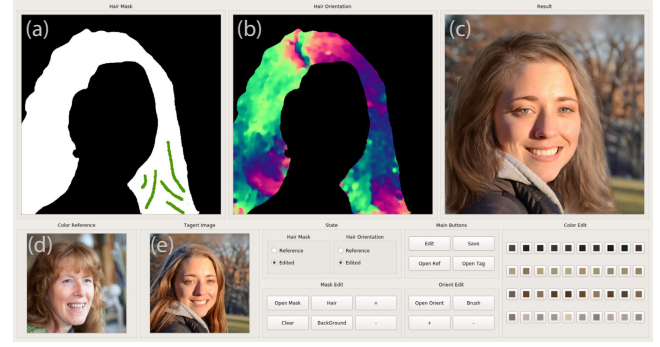 Hair Mask
Hair Orientation
Result
(a)
(b)
(c)
Color Reference
Tagert Image
State
Main Buttons
Color Edit
(d)
(e)
Hair Mask
Hair Orientation
Reference
Reference
Edited
Edited
Edit
Save
Open Ref
Open Tag
Mask Edit
Orient Edit
Open Mask
Hair
+
Open Orient
Brush
Clear
BackGround
-
+
-